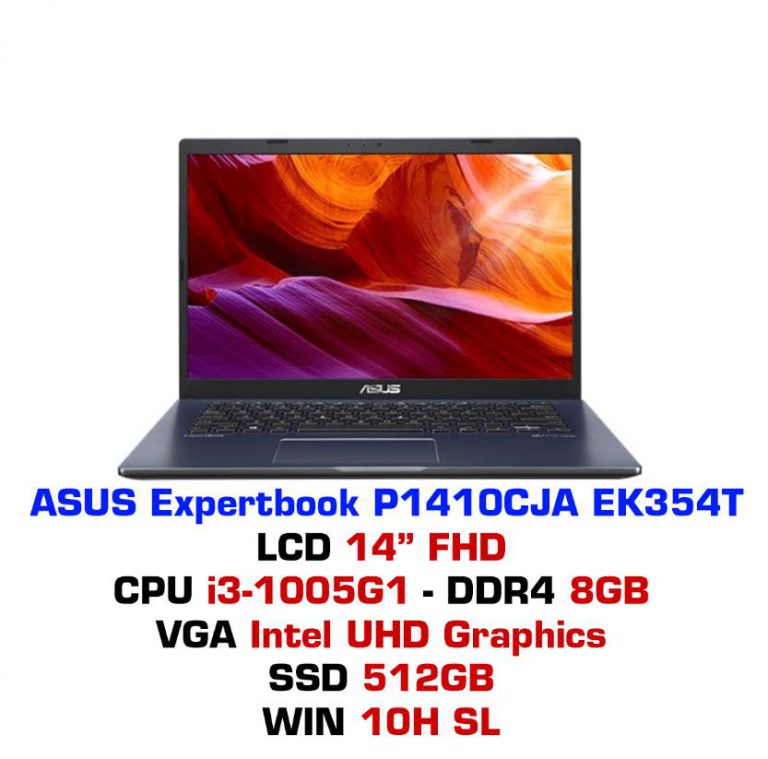 ASUS
ASUS Expertbook P1410CJA EK354T
LCD 14” FHD
CPU i3-1005G1 - DDR4 8GB
VGA Intel UHD Graphics
SSD 512GB
WIN 10H SL